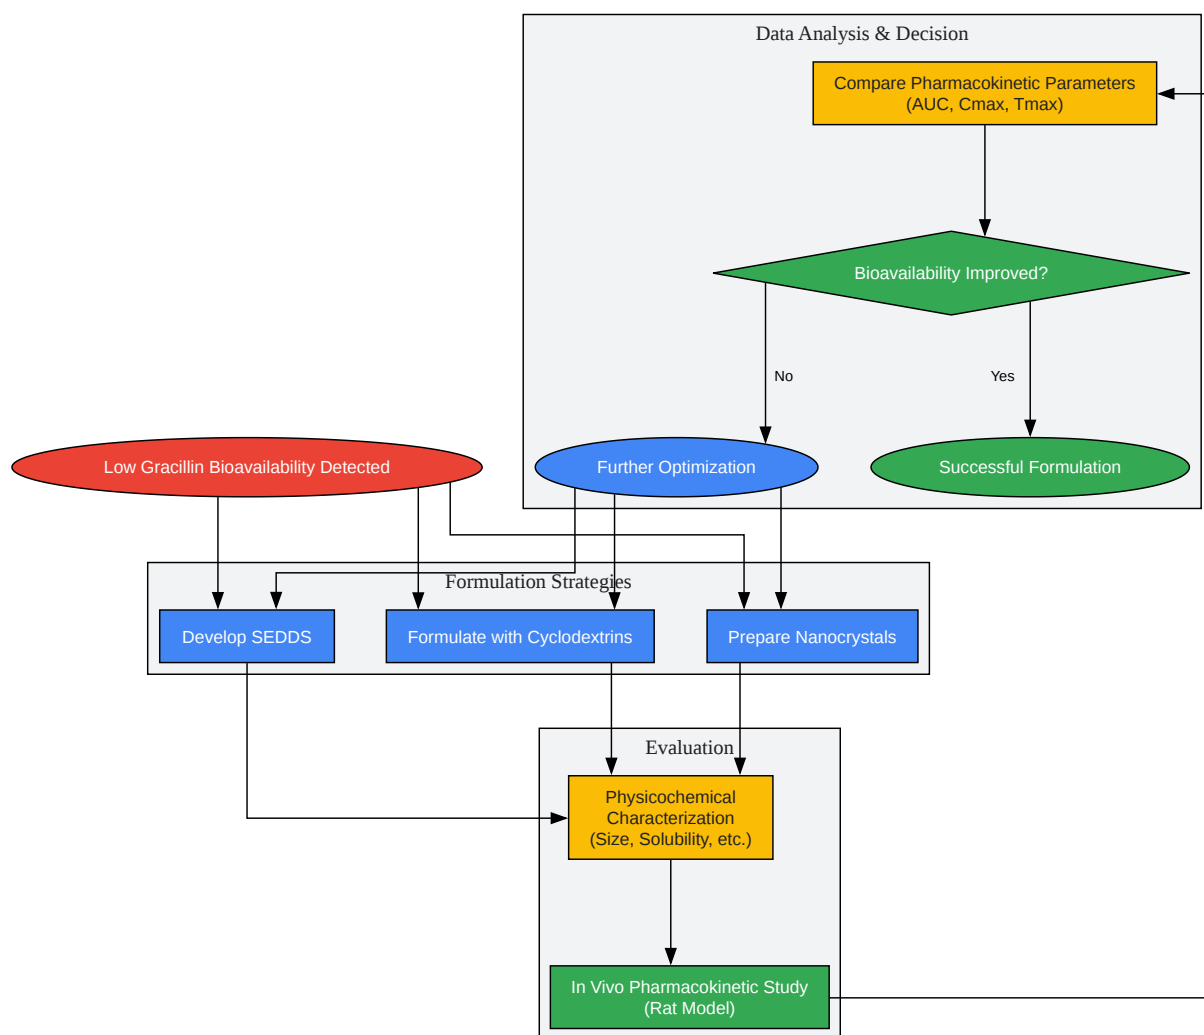 Data Analysis & Decision
Compare Pharmacokinetic Parameters
(AUC, Cmax, Tmax)
Bioavailability Improved?
No
Yes
Low Gracillin Bioavailability Detected
Further Optimization
Successful Formulation
Formulation Strategies
Develop SEDDS
Formulate with Cyclodextrins
Prepare Nanocrystals
Evaluation
Physicochemical
Characterization
(Size, Solubility, etc.)
In Vivo Pharmacokinetic Study
(Rat Model)